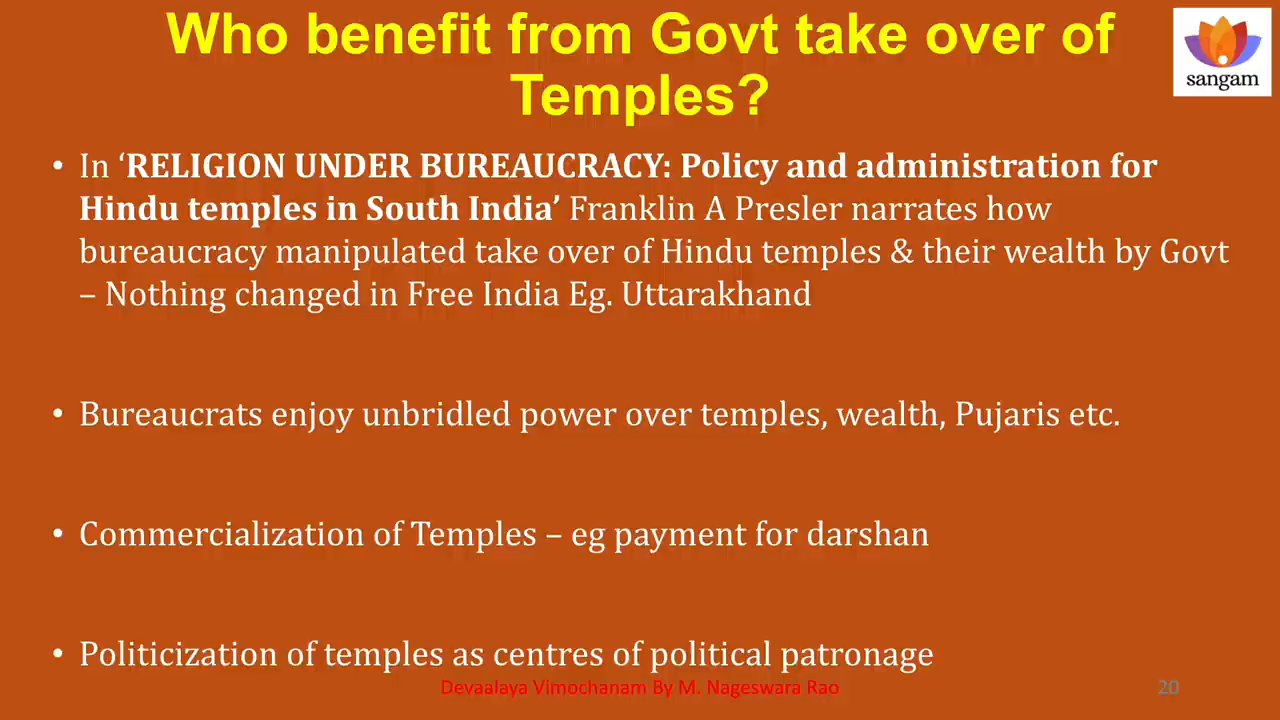 Who benefit from Govt take over of
Temples?
sangam
• In ‘RELIGION UNDER BUREAUCRACY: Policy and administration for
Hindu temples in South India’ Franklin A Presler narrates how
bureaucracy manipulated take over of Hindu temples & their wealth by Govt
– Nothing changed in Free India Eg. Uttarakhand
• Bureaucrats enjoy unbridled power over temples, wealth, Pujaris etc.
• Commercialization of Temples – eg payment for darshan
• Politicization of temples as centres of political patronage
Devaalaya Vimochanam By M. Nageswara Rao
20